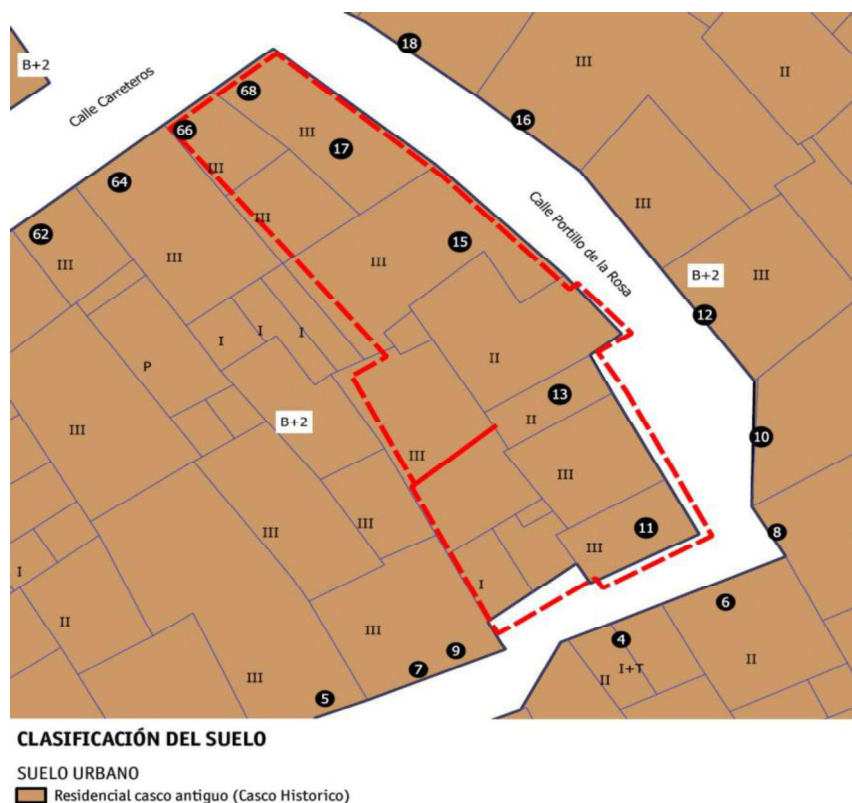 18
B+2
III
II
Calle Carreteros
68
16
66
III
17
III
64
III
III
62
15
Calle Portillo de la Rosa
III
III
III
B+2
III
12
I
I
I
II
P
13
B+2
II
10
III
III
III
11
III
III
8
III
I
I
6
II
4
III
9
I+T
II
7
II
III
5
CLASIFICACIÓN DEL SUELO
SUELO URBANO
Residencial casco antiguo (Casco Historico)